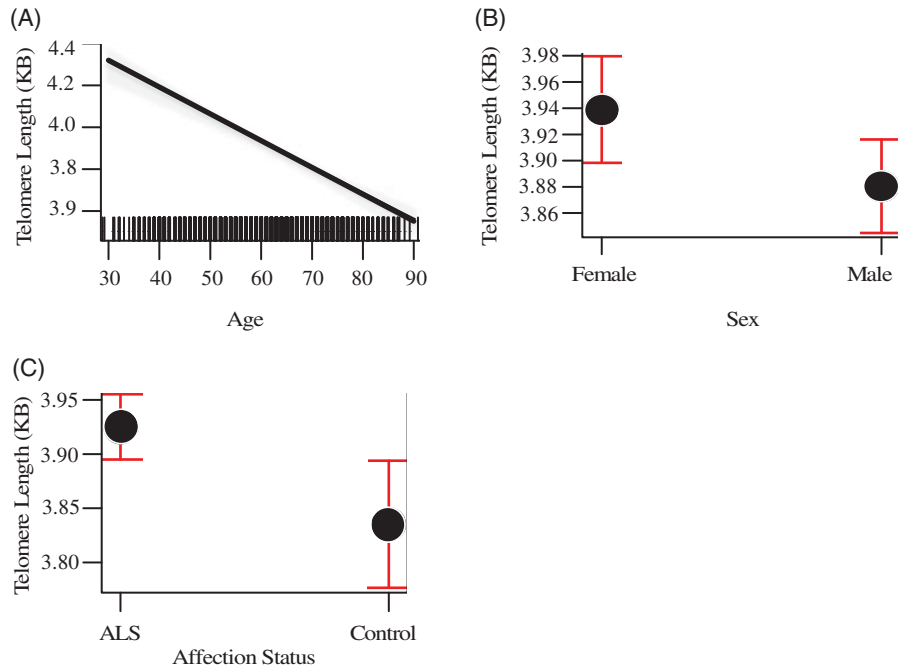 (A)
Telomere Length (KB)
4.4
4.2
4.0
3.8
3.9
30 40 50 60 70 80 90
Age
(B)
Telomere Length (KB)
3.98
3.96
3.94
3.92
3.90
3.88
3.86
Female Male
Sex
(C)
Telomere Length (KB)
3.95
3.90
3.85
3.80
ALS Control
Affection Status